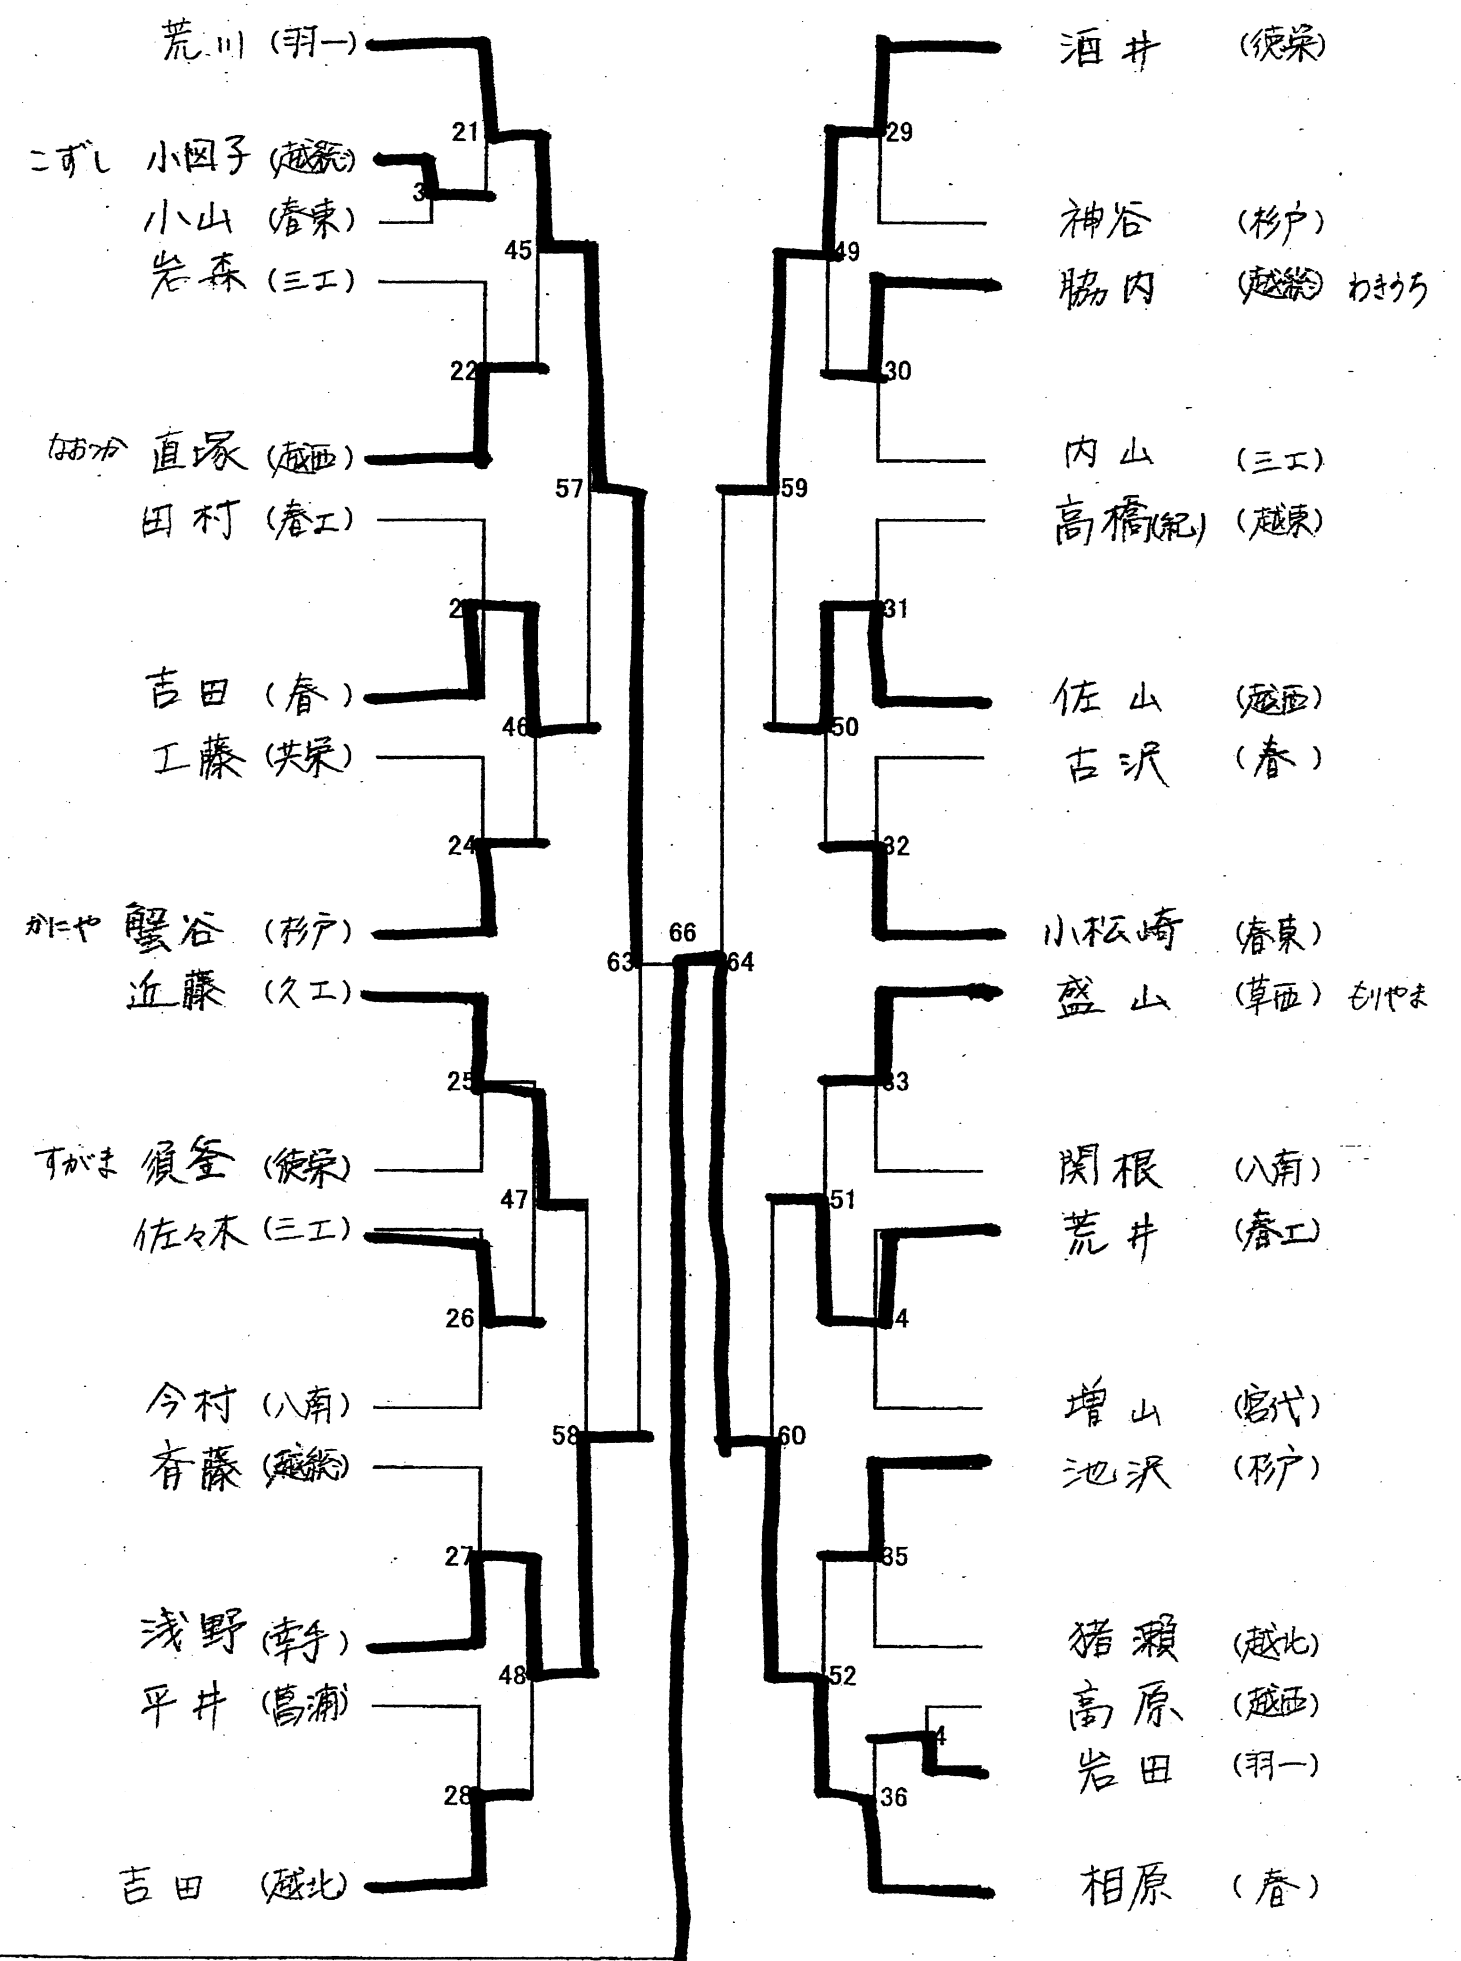 荒川 (羽一)
21
こずし 小図子 (越総)
3
小山 (春東)
45
岩森 (三工)
22
なおつか 直塚 (越西)
57
田村 (春工)
2
吉田 (春)
46
工藤 (共栄)
24
かにや 蟹谷 (杉戸)
63
近藤 (久工)
25
すがま 須釜 (徳栄)
47
佐々木 (三工)
26
今村 (八南)
58
斉藤 (越総)
27
浅野 (幸手)
48
平井 (菖蒲)
28
吉田 (越北)
66
酒井 (徳栄)
29
神谷 (杉戸)
49
脇内 (越総) わきうち
30
内山 (三工)
59
高橋(紀) (越東)
31
佐山 (越西)
50
古沢 (春)
32
小松崎 (春東)
64
盛山 (草西) もりやま
33
関根 (八南)
51
荒井 (春工)
4
増山 (宮代)
60
池沢 (杉戸)
35
猪瀬 (越北)
52
高原 (越西)
4
岩田 (羽一)
36
相原 (春)